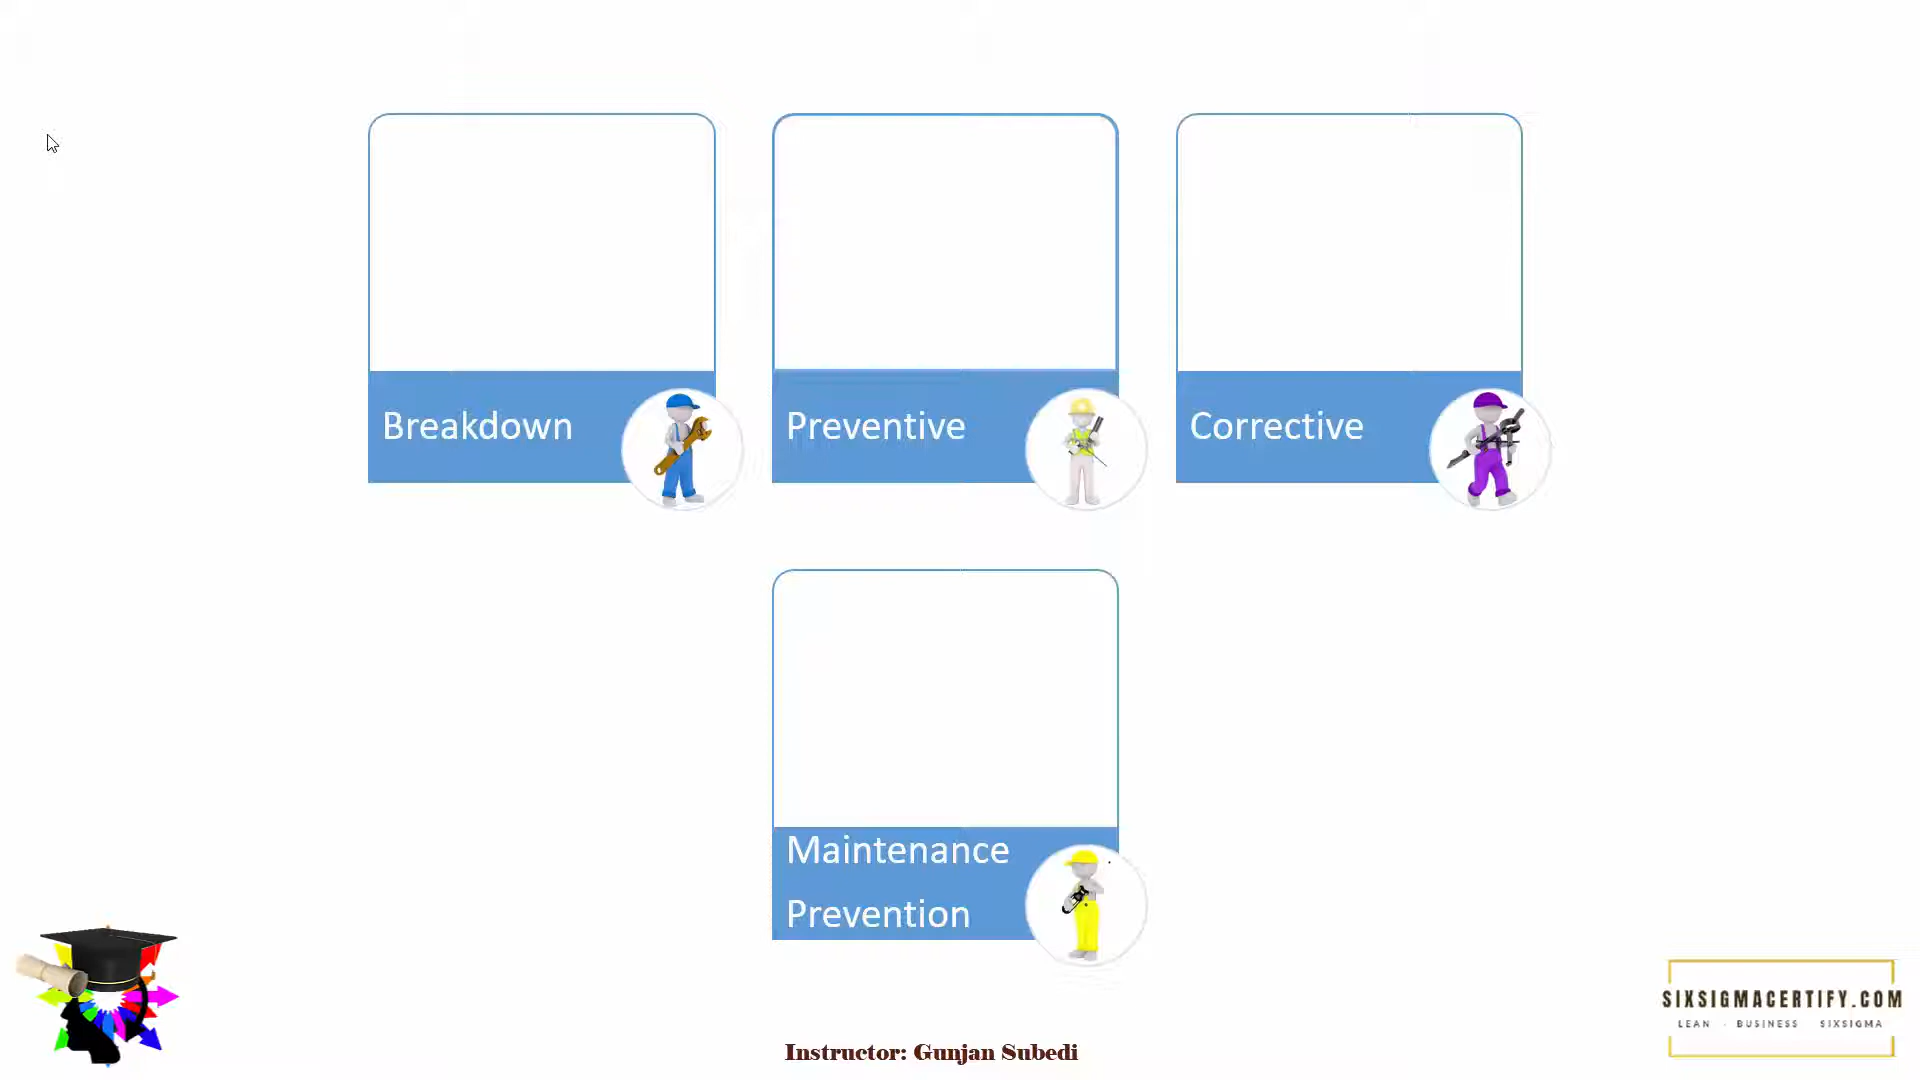 Breakdown
Preventive
Corrective
Maintenance
Prevention
Instructor: Gunjan Subedi
SIXSIGMACERTIFY.COM
LEAN - BUSINESS SIXSIGMA